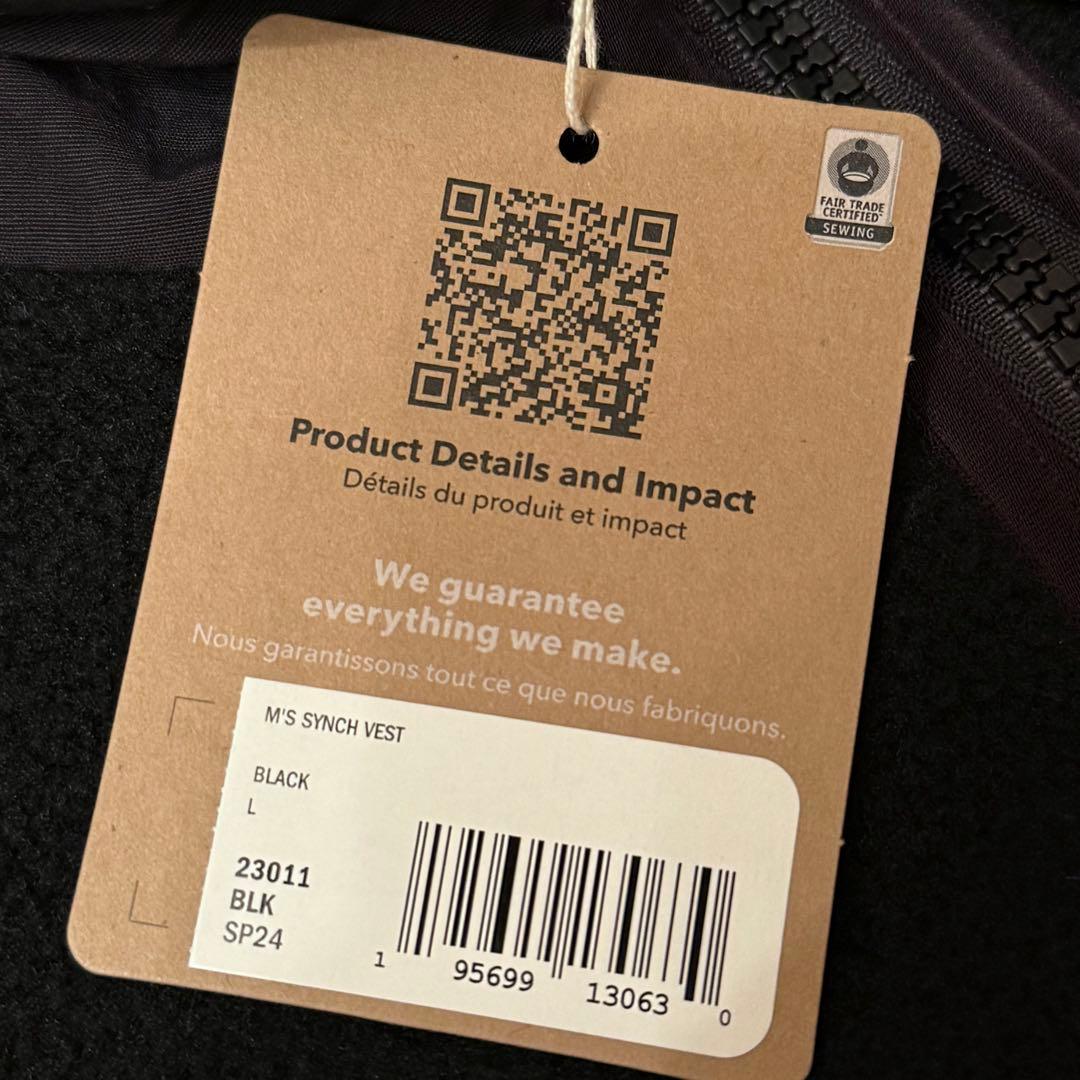 FAIR TRADE
CERTIFIED™
SEWING
Product Details and Impact
Détails du produit et impact
We guarantee
everything we make.
Nous garantissons tout ce que nous fabriquons.
M'S SYNCH VEST
BLACK
L
23011
BLK
SP24
1 95699 13063 0